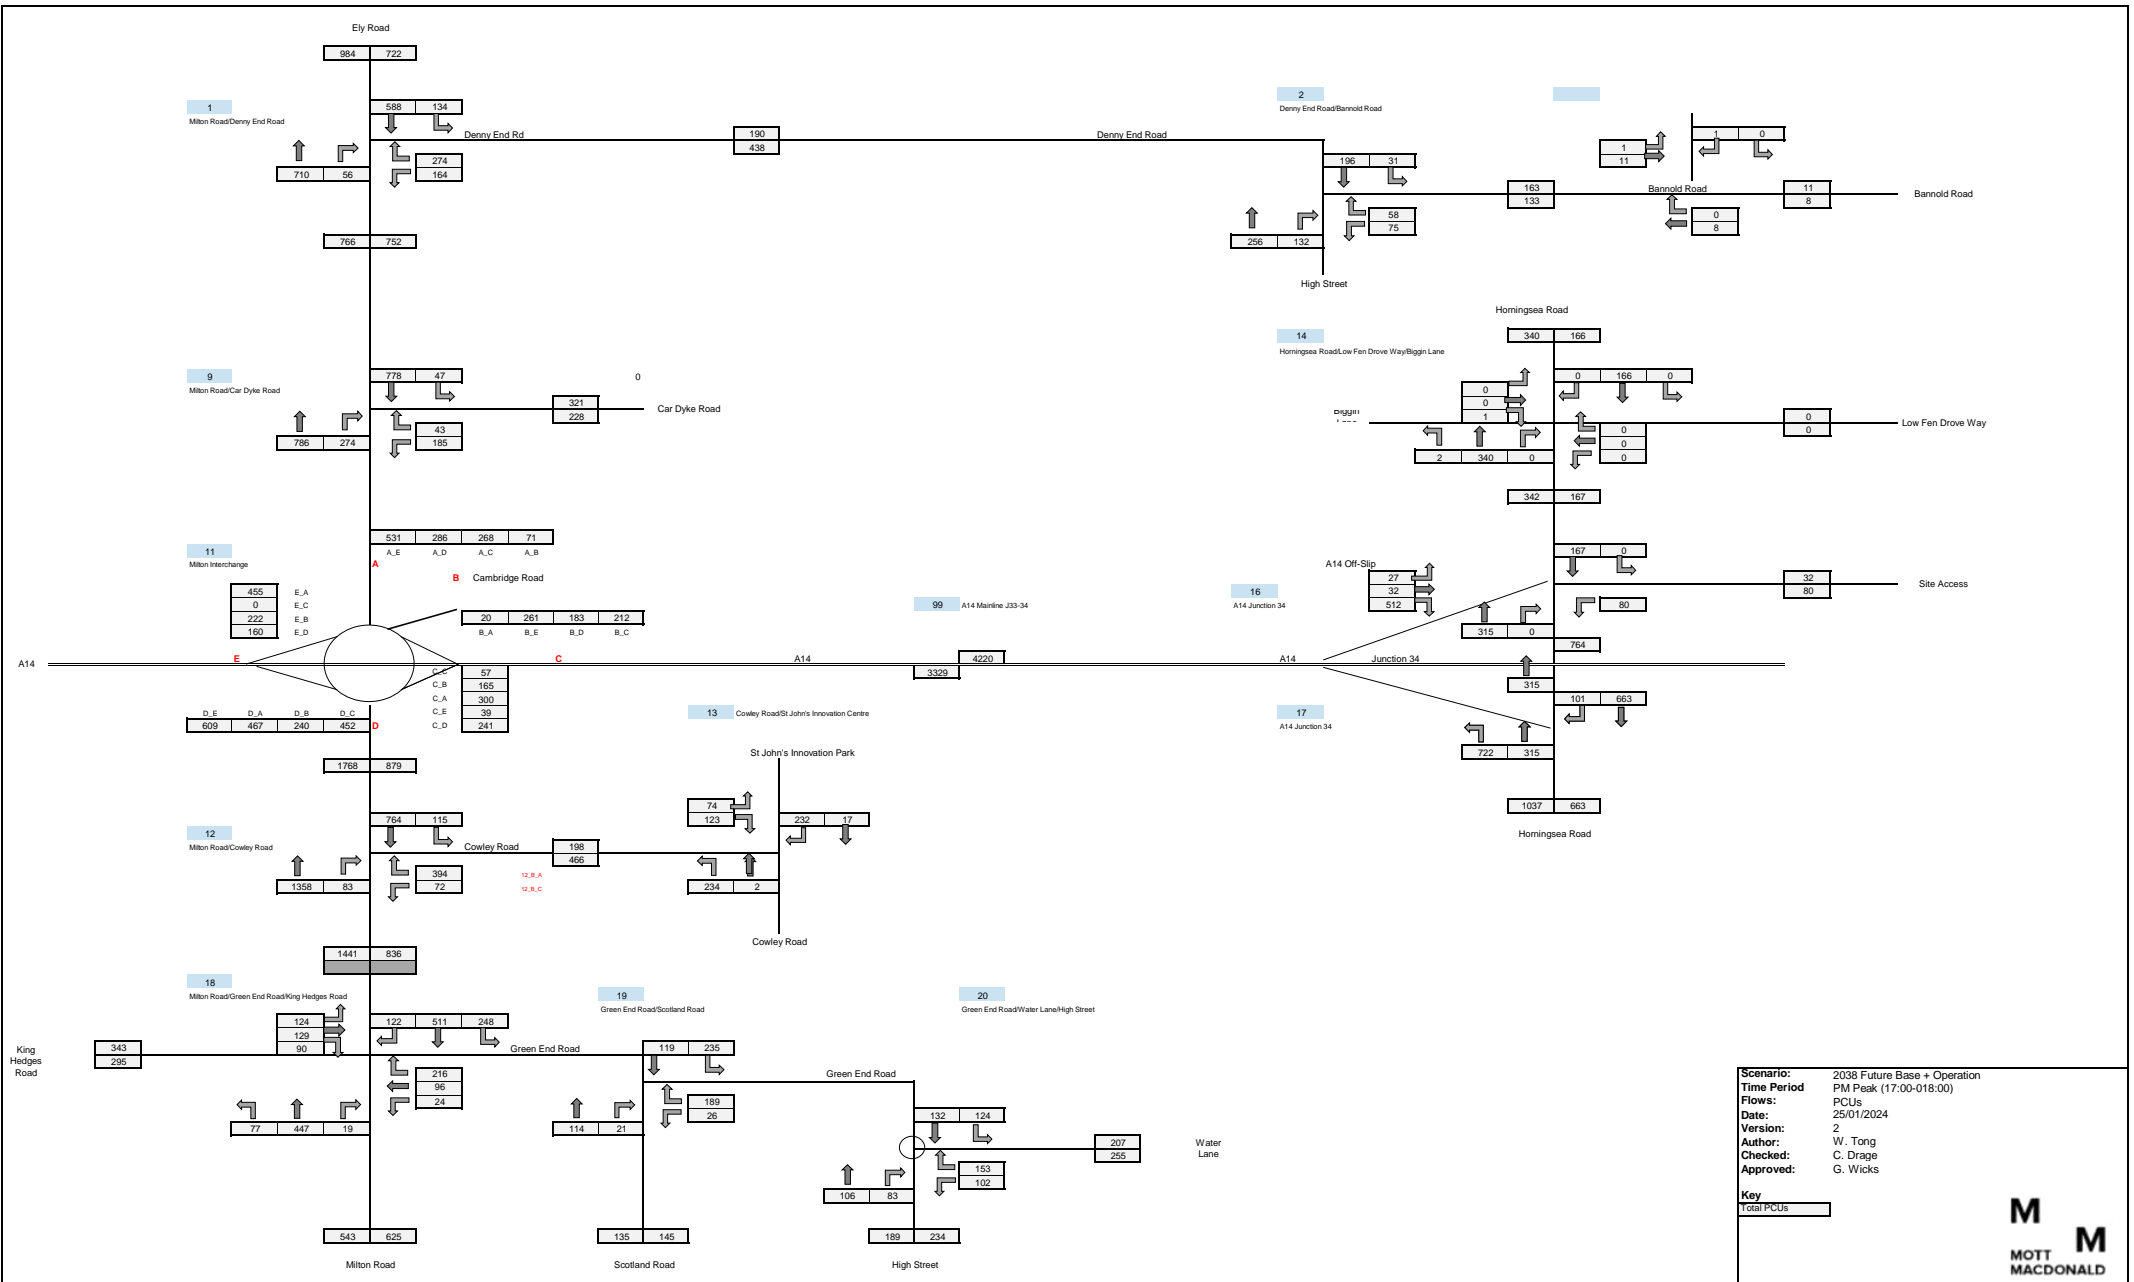 Ely Road
984 722
1
Milton Road/Denny End Road
588 134
Denny End Rd
190
438
Denny End Road
274
164
710 56
766 752
2
Denny End Road/Bannold Road
196 31
58
75
256 132
High Street
163
133
1
11
1 0
Bannold Road
11
8
Bannold Road
0
8
9
Milton Road/Car Dyke Road
778 47
0
321
228
Car Dyke Road
43
185
786 274
Horningsea Road
340 166
14
Horningsea Road/Low Fen Drove Way/Biggin Lane
0
0
1
0 166 0
Biggin
0
0
Low Fen Drove Way
0
0
0
2 340 0
342 167
11
Milton Interchange
531 286 268 71
A_E A_D A_C A_B
A
B Cambridge Road
455 E_A
0 E_C
222 E_B
160 E_D
20 261 183 212
B_A B_E B_D B_C
99 A14 Mainline J33-34
16
A14 Junction 34
A14 Off-Slip
27
32
512
167 0
32
80
Site Access
80
315 0
764
A14
E
C
A14
4220
3329
A14
Junction 34
C_C 57
C_B 165
C_A 300
C_E 39
C_D 241
D_E D_A D_B D_C
609 467 240 452
D
315
101 663
17
A14 Junction 34
722 315
1037 663
Horningsea Road
1768 879
13 Cowley Road/St John's Innovation Centre
St John's Innovation Park
74
123
232 17
234 2
Cowley Road
12
Milton Road/Cowley Road
764 115
Cowley Road
198
466
12_B_A
12_B_C
394
72
1358 83
1441 836
18
Milton Road/Green End Road/King Hedges Road
124
129
90
122 511 248
King
Hedges
Road
343
295
Green End Road
216
96
24
77 447 19
543 625
Milton Road
19
Green End Road/Scotland Road
119 235
189
26
114 21
135 145
Scotland Road
20
Green End Road/Water Lane/High Street
Green End Road
132 124
207
255
Water
Lane
153
102
106 83
189 234
High Street
Scenario: 2038 Future Base + Operation
Time Period PM Peak (17:00-018:00)
Flows: PCUs
Date: 25/01/2024
Version: 2
Author: W. Tong
Checked: C. Drage
Approved: G. Wicks
Key
Total PCUs
M
M
MOTT
MACDONALD